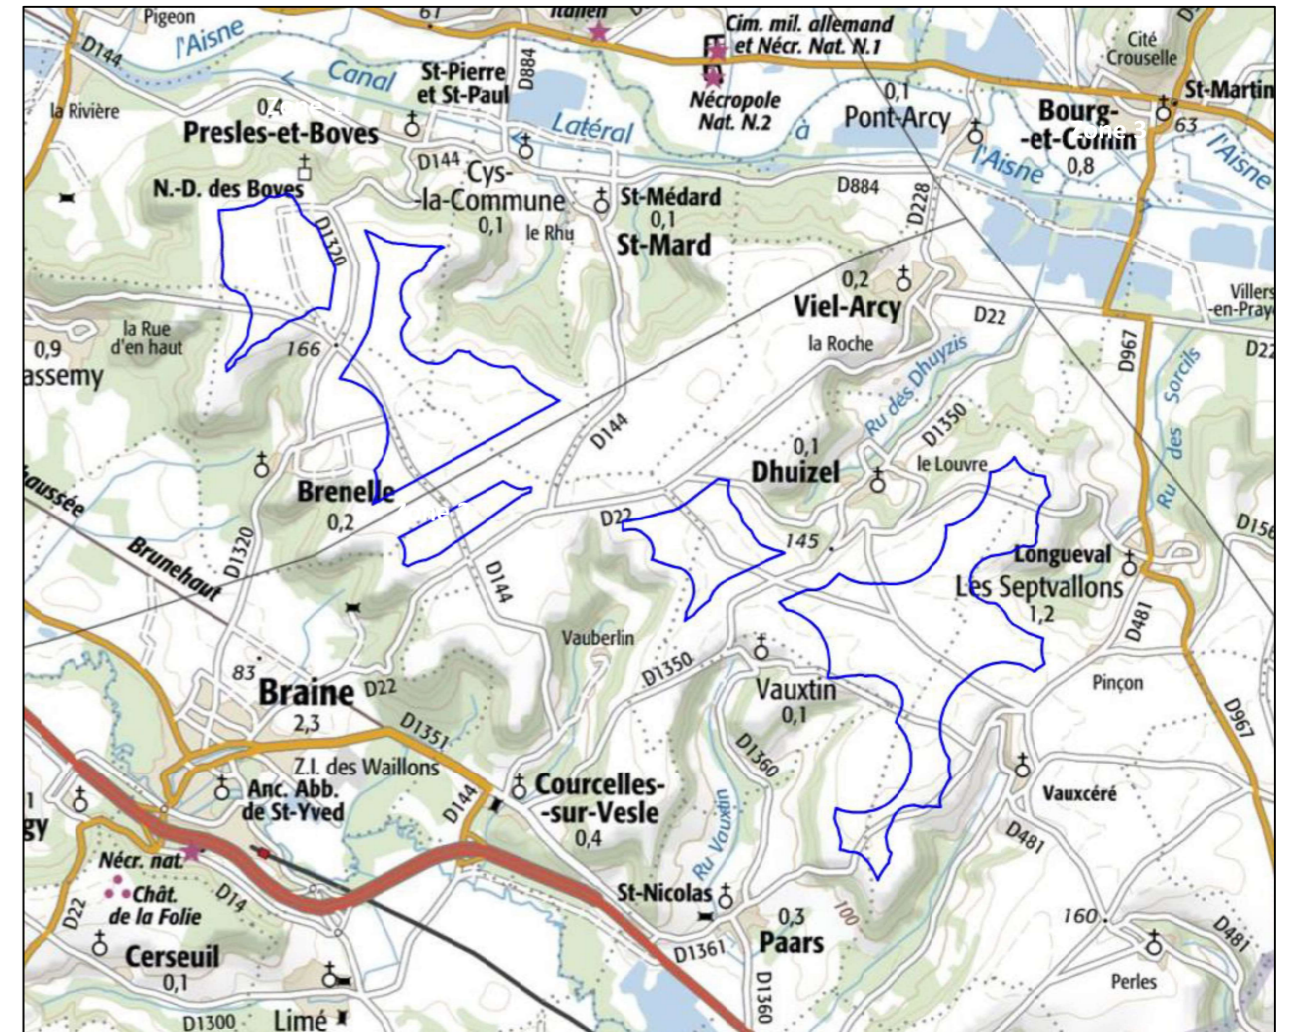 Pigeon
61
Italien
D144
l'Aisne
Canal
St-Pierre
et St-Paul
D884
Cim. mil. allemand
et Nécr. Nat. N.1
Cité
Crouselle
la Rivière
0,4
Presles-et-Boves
Latéral
Nécropole
Nat. N.2
à
0,1
Pont-Arcy
Bourg-
-et-Comin
0,8
zone 3
St-Martin
63
l'Aisne
l'Aisne
N.-D. des Boves
D144
Cys-
-la-Commune
0,1
le Rhu
St-Médard
0,1
St-Mard
D884
D228
D1320
0,2
Viel-Arcy
la Roche
D22
Villers
-en-Pray
D22
D967
la Rue
d'en haut
0,9
assemy
166
Ru des Dhuyzis
Ru des Sorcils
D144
D1350
0,1
Dhuizel
le Louvre
haussée
Brunehaut
Brenelle
0,2
D1320
D22
145
Longueval
Les Septvallons
1,2
D156
D144
D481
Vauberlin
83
Braine
2,3
D22
D1350
Vauxtin
0,1
Pinçon
D967
D1351
Z.I. des Waillons
D1360
Anc. Abb.
de St-Yved
D144
Courcelles-
-sur-Vesle
0,4
Ru Vauxtin
Vauxcéré
D481
gy
Nécr. nat.
Chât.
de la Folie
D14
D22
St-Nicolas
100
0,3
Paars
160
D481
Cerseuil
0,1
D1361
D1360
Perles
D1300
Limé